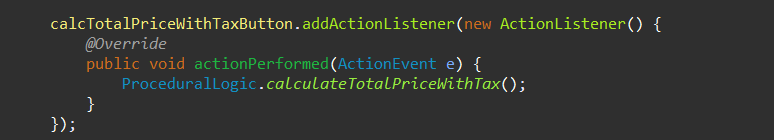 calcTotalPriceWithTaxButton.addActionListener(new ActionListener() {
    @Override
    public void actionPerformed(ActionEvent e) {
        ProceduralLogic.calculateTotalPriceWithTax();
    }
});